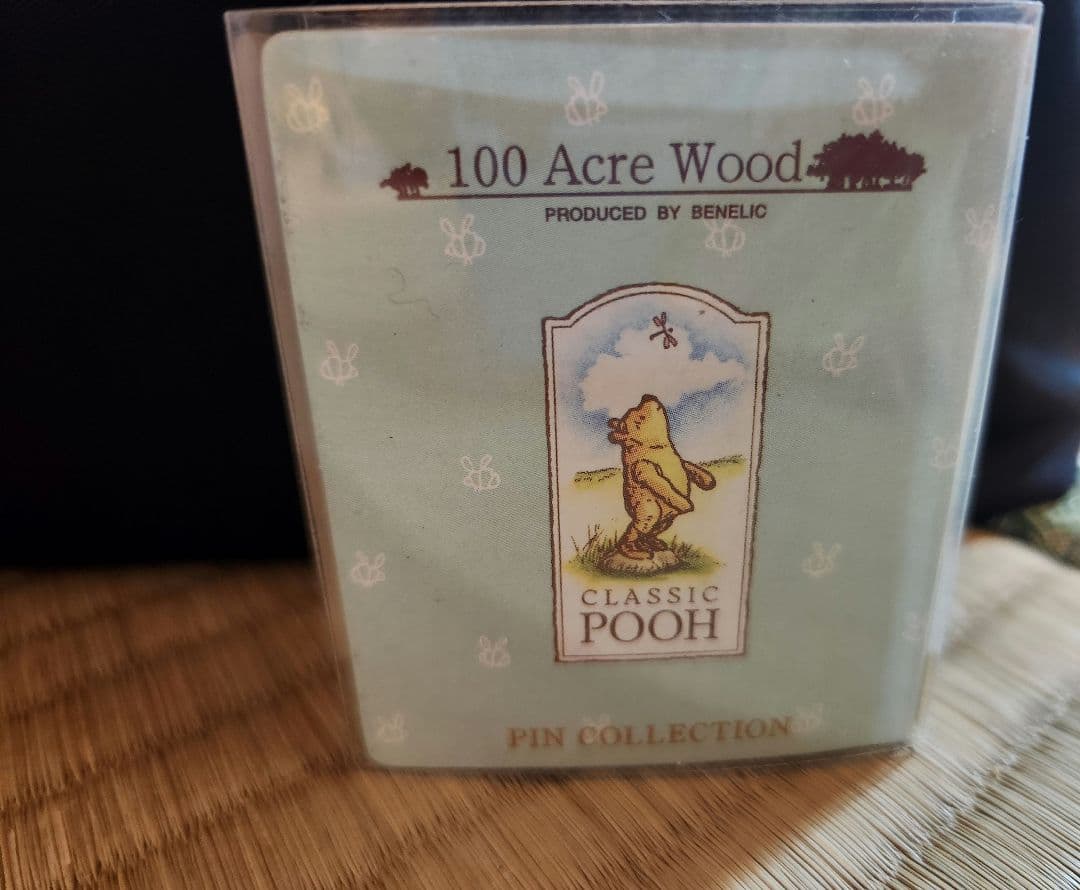 100 Acre Wood
PRODUCED BY BENELIC
CLASSIC
POOH
PIN COLLECTION